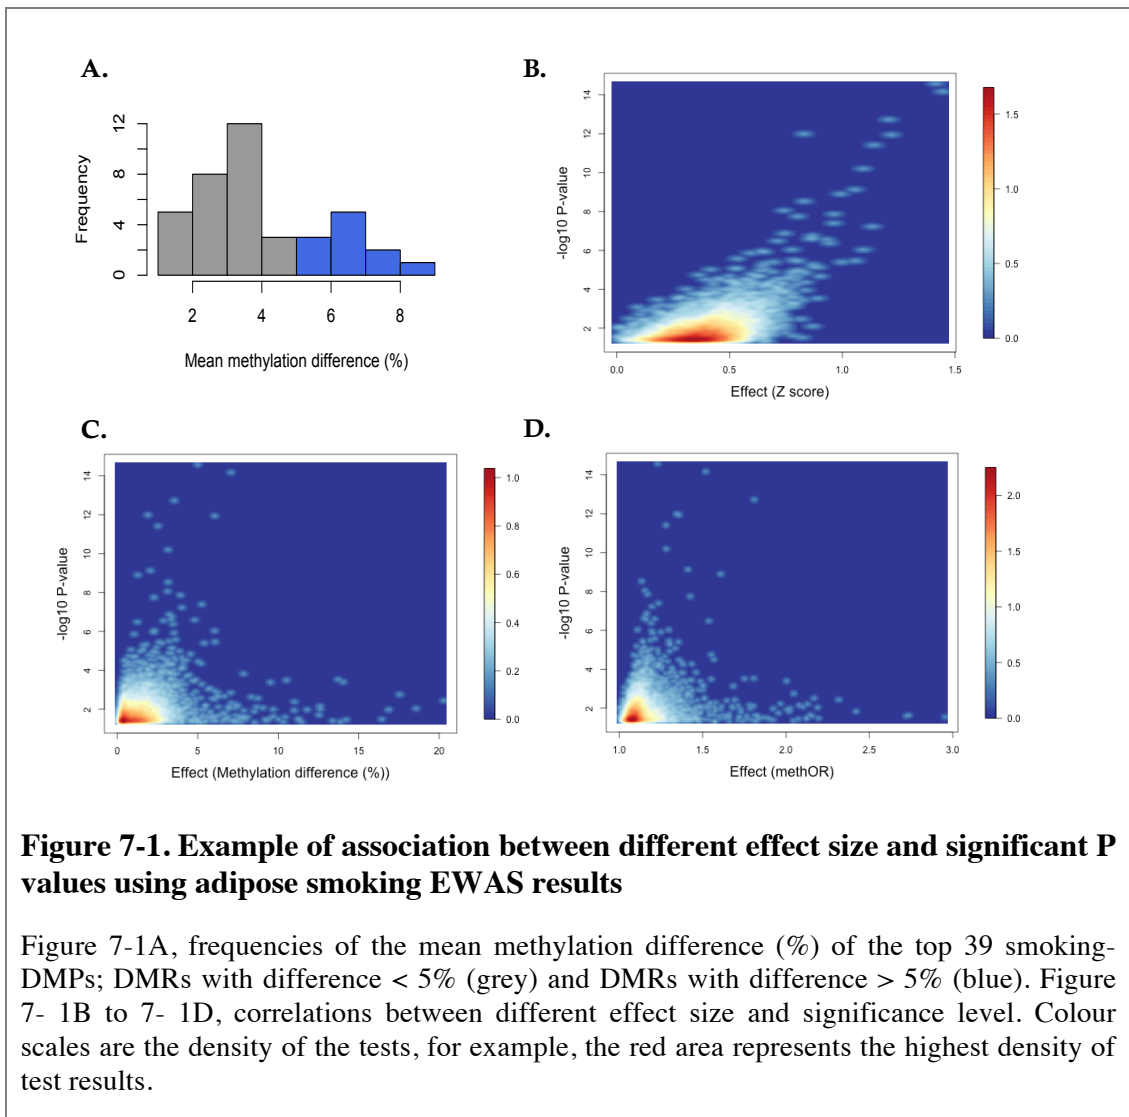 A.
12
8
4
0
Frequency
2 4 6 8
Mean methylation difference (%)
B.
14
12
10
8
6
4
2
-log10 P-value
0.0 0.5 1.0 1.5
Effect (Z score)
1.5
1.0
0.5
0.0
C.
14
12
10
8
6
4
2
-log10 P-value
0 5 10 15 20
Effect (Methylation difference (%))
1.0
0.8
0.6
0.4
0.2
0.0
D.
14
12
10
8
6
4
2
-log10 P-value
1.0 1.5 2.0 2.5 3.0
Effect (methOR)
2.0
1.5
1.0
0.5
0.0
Figure 7-1. Example of association between different effect size and significant P
values using adipose smoking EWAS results
Figure 7-1A, frequencies of the mean methylation difference (%) of the top 39 smoking-
DMPs; DMRs with difference < 5% (grey) and DMRs with difference > 5% (blue). Figure
7- 1B to 7- 1D, correlations between different effect size and significance level. Colour
scales are the density of the tests, for example, the red area represents the highest density of
test results.